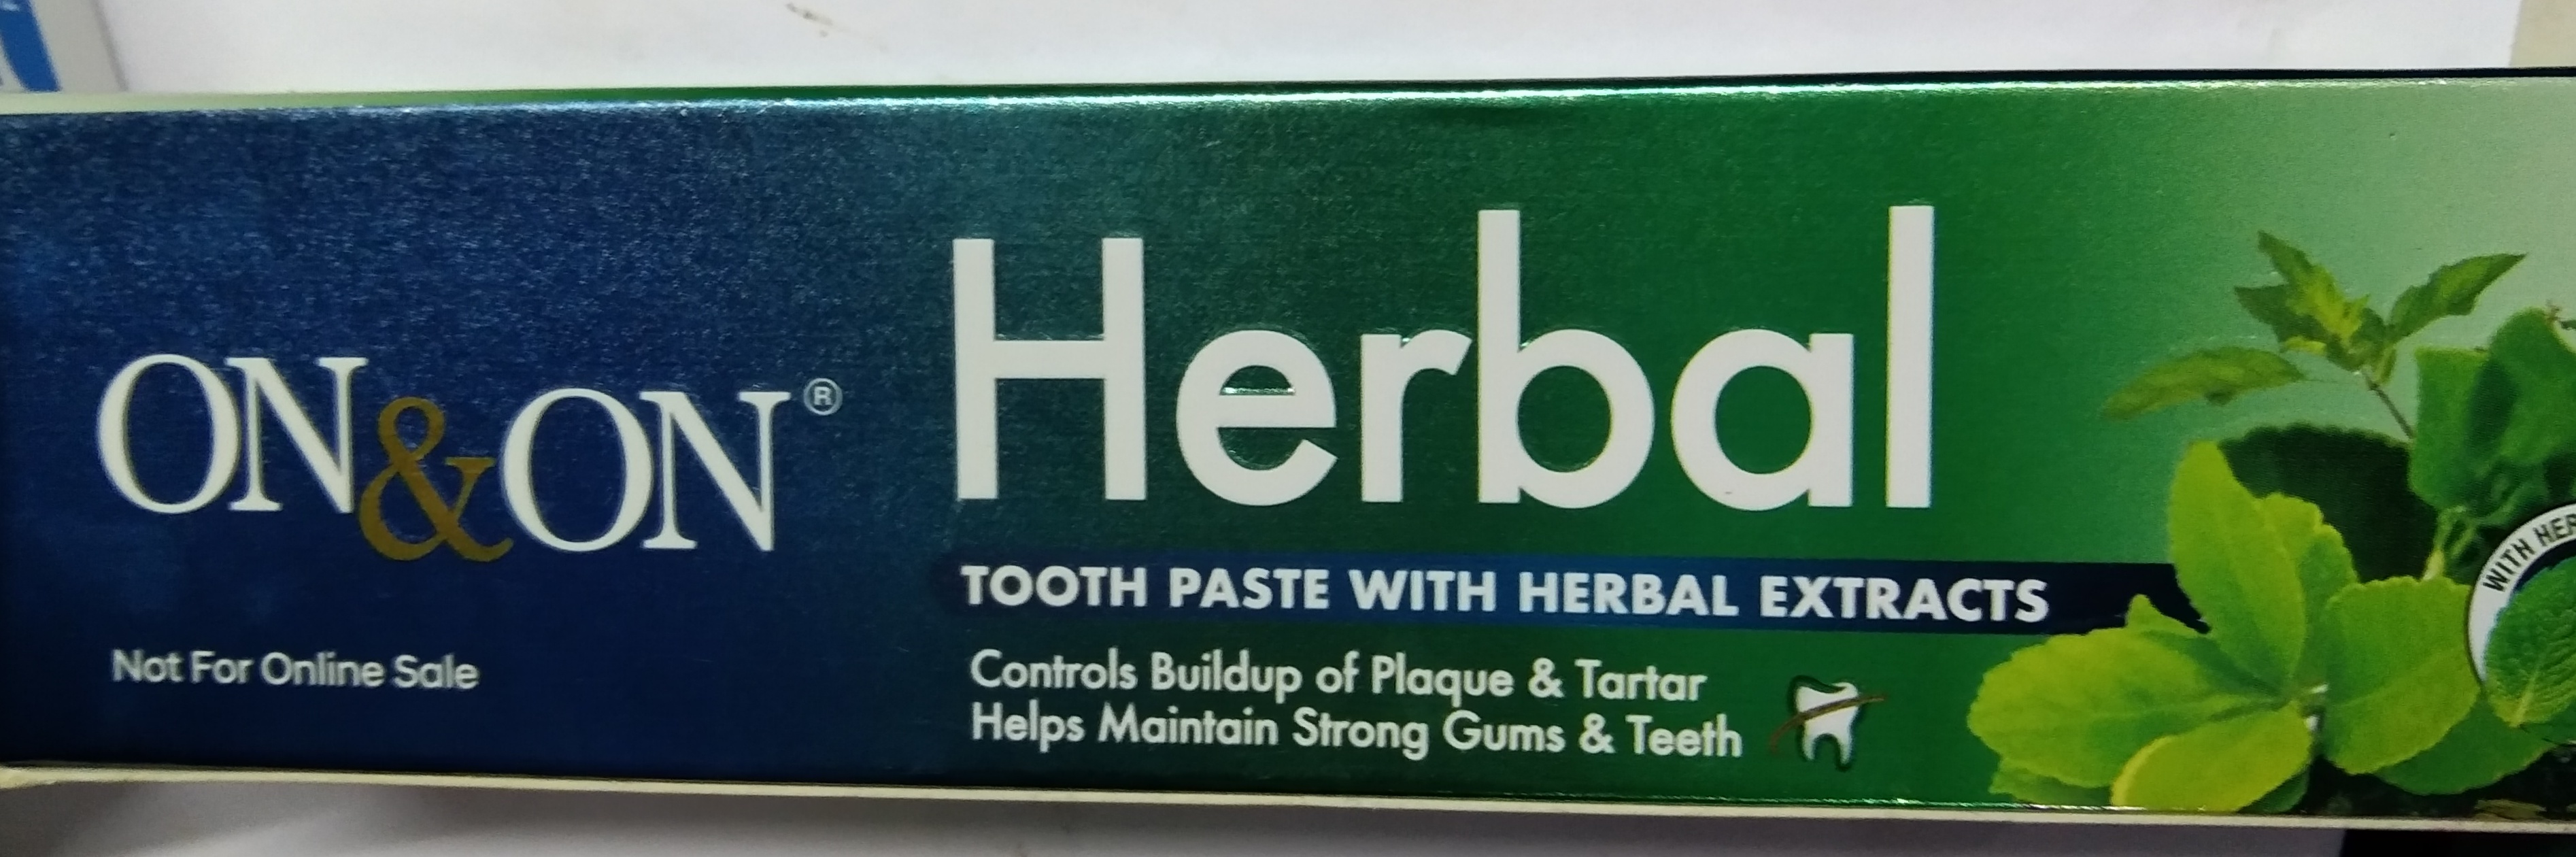 ON&ON®
Not For Online Sale
Herbal
TOOTH PASTE WITH HERBAL EXTRACTS
Controls Buildup of Plaque & Tartar
Helps Maintain Strong Gums & Teeth
WITH